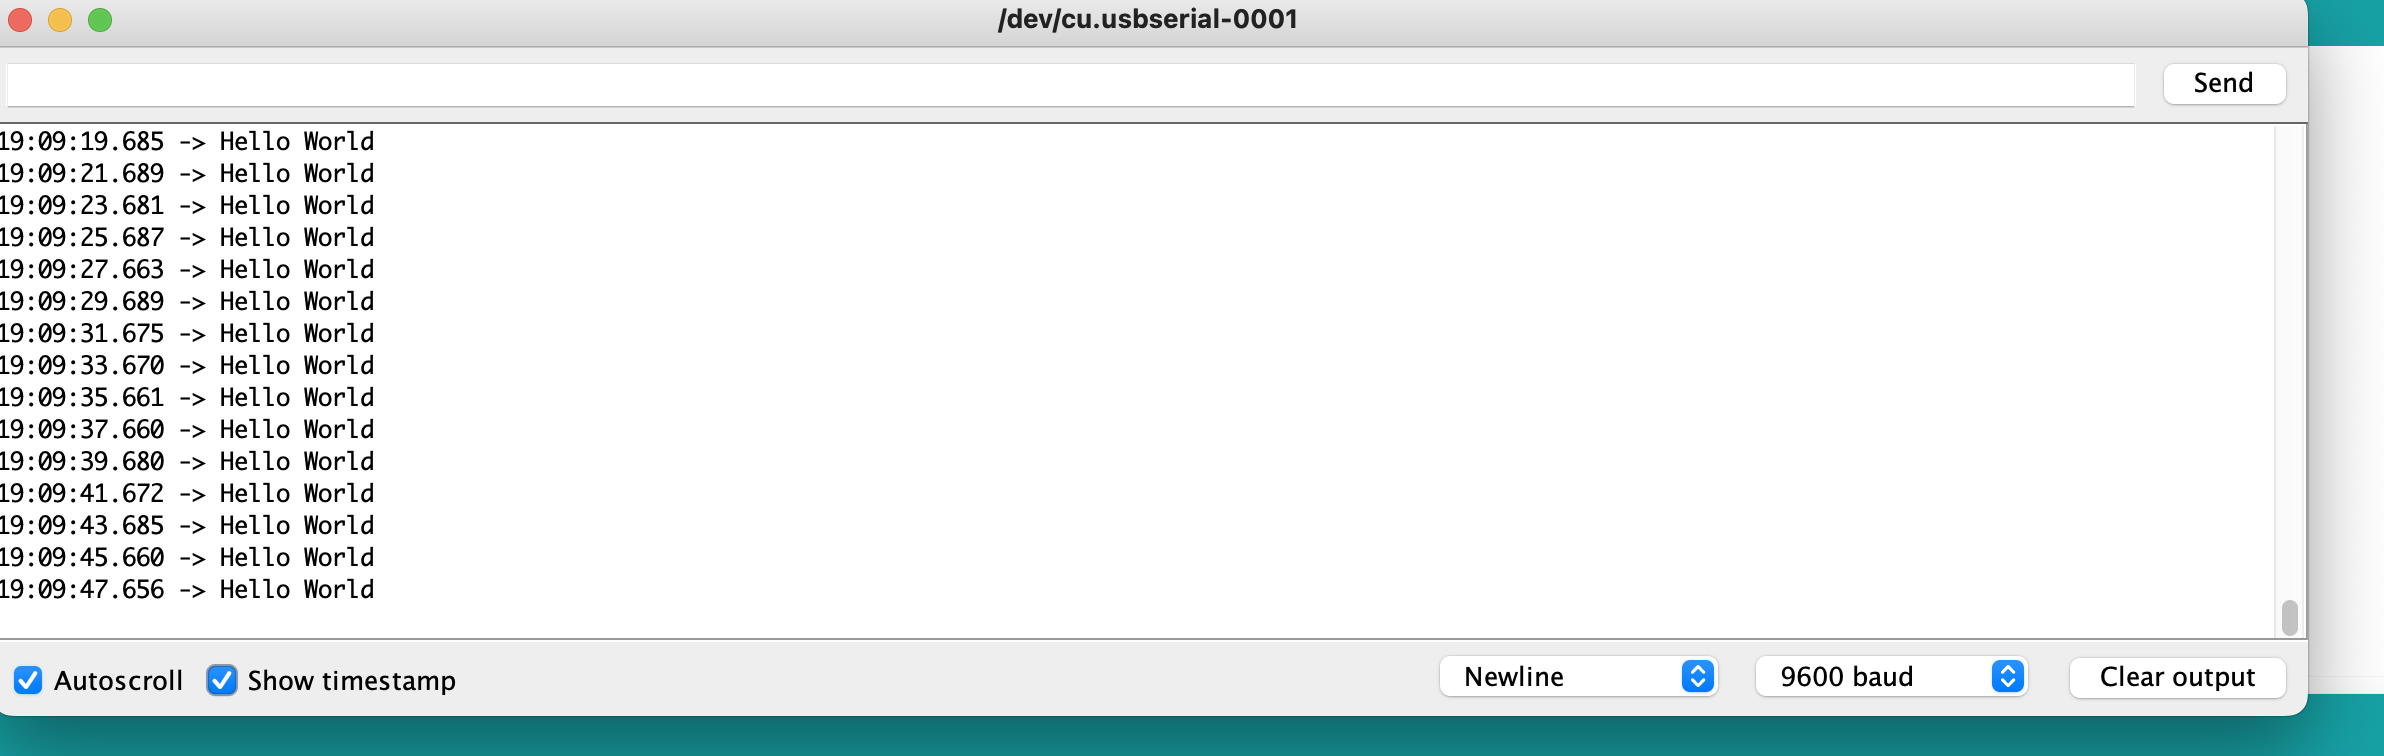 /dev/cu.usbserial-0001
Send
19:09:19.685 -> Hello World
19:09:21.689 -> Hello World
19:09:23.681 -> Hello World
19:09:25.687 -> Hello World
19:09:27.663 -> Hello World
19:09:29.689 -> Hello World
19:09:31.675 -> Hello World
19:09:33.670 -> Hello World
19:09:35.661 -> Hello World
19:09:37.660 -> Hello World
19:09:39.680 -> Hello World
19:09:41.672 -> Hello World
19:09:43.685 -> Hello World
19:09:45.660 -> Hello World
19:09:47.656 -> Hello World
Autoscroll Show timestamp Newline 9600 baud Clear output